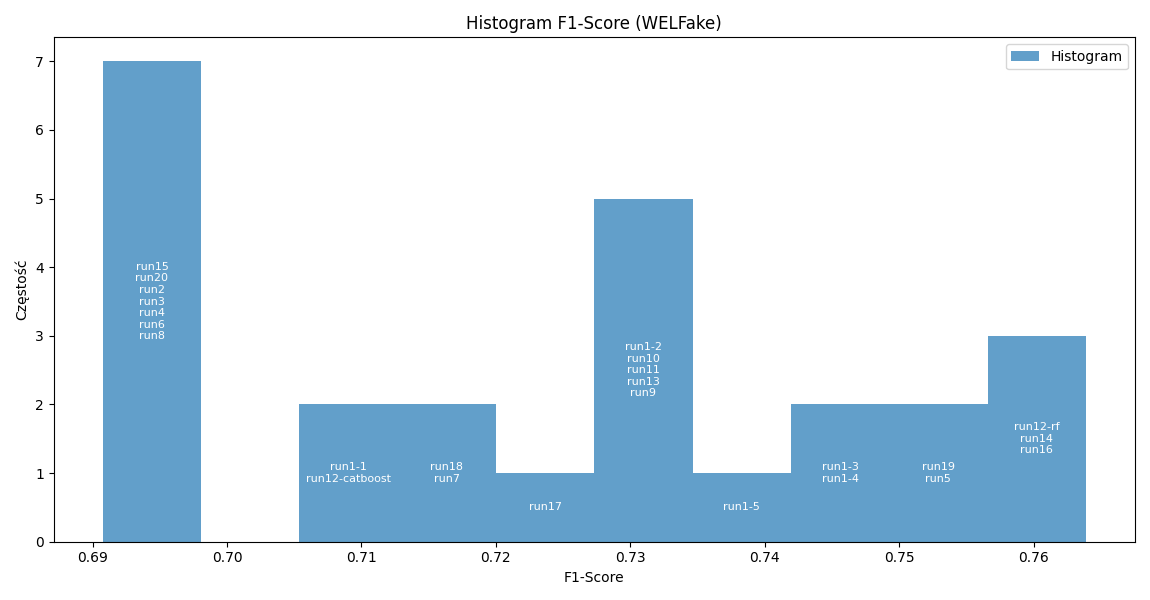 Histogram F1-Score (WELFake)
Histogram
Częstość
7
6
5
4
3
2
1
0
run15
run20
run2
run3
run4
run6
run8
run1-1
run12-catboost
run18
run7
run17
run1-2
run10
run11
run13
run9
run1-5
run1-3
run1-4
run19
run5
run12-rf
run14
run16
0.69
0.70
0.71
0.72
0.73
0.74
0.75
0.76
F1-Score